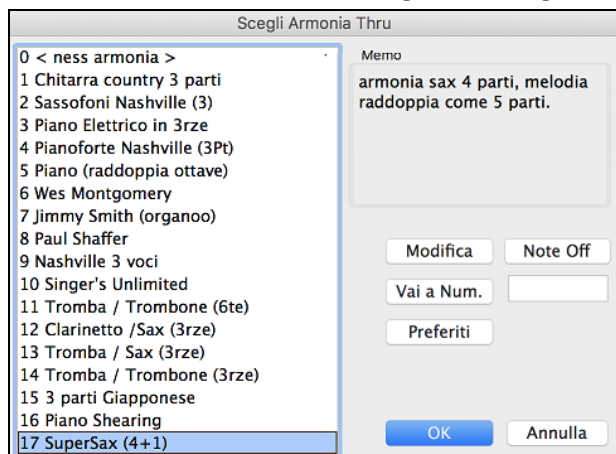 Scegli Armonia Thru
0 < ness armonia >
1 Chitarra country 3 parti
2 Sassofoni Nashville (3)
3 Piano Elettrico in 3rze
4 Pianoforte Nashville (3Pt)
5 Piano (raddoppia ottave)
6 Wes Montgomery
7 Jimmy Smith (organoo)
8 Paul Shaffer
9 Nashville 3 voci
10 Singer's Unlimited
11 Tromba / Trombone (6te)
12 Clarinetto /Sax (3rze)
13 Tromba / Sax (3rze)
14 Tromba / Trombone (3rze)
15 3 parti Giapponese
16 Piano Shearing
17 SuperSax (4+1)
Memo
armonia sax 4 parti, melodia
raddoppia come 5 parti.
Modifica
Note Off
Vai a Num.
Preferiti
OK
Annulla